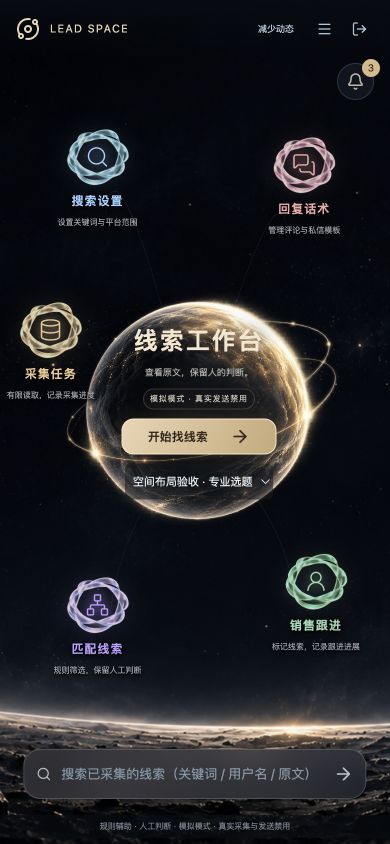 LEAD SPACE
减少动态
3
搜索设置
设置关键词与平台范围
回复话术
管理评论与私信模板
线索工作台
查看原文，保留人的判断。
模拟模式 · 真实发送禁用
采集任务
有限读取，记录采集进度
开始找线索
空间布局验收 · 专业选题
匹配线索
规则筛选，保留人工判断
销售跟进
标记线索，记录跟进进展
搜索已采集的线索（关键词 / 用户名 / 原文）
规则辅助 · 人工判断 · 模拟模式 · 真实采集与发送禁用